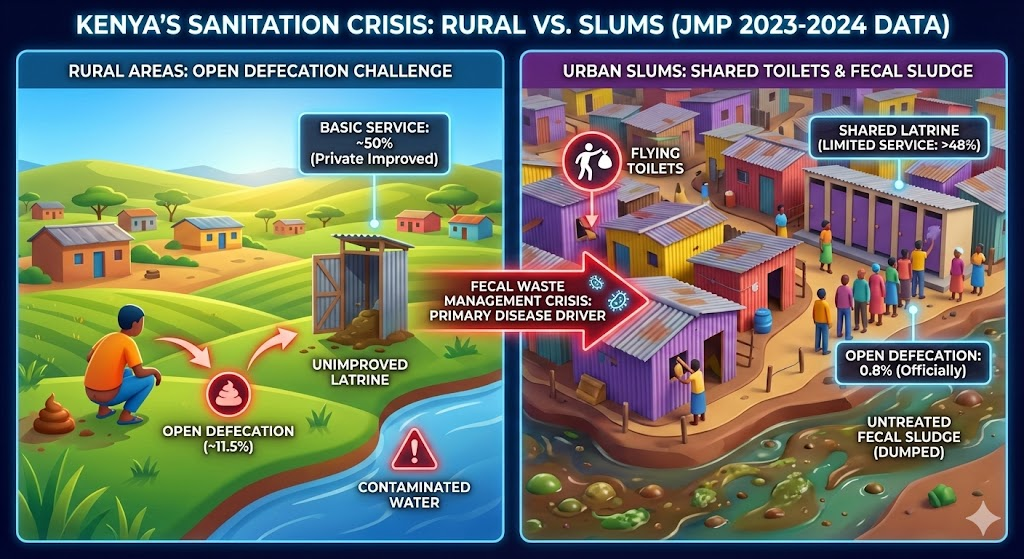 KENYA'S SANITATION CRISIS: RURAL VS. SLUMS (JMP 2023-2024 DATA)
RURAL AREAS: OPEN DEFECATION CHALLENGE
BASIC SERVICE:
~50%
(Private Improved)
UNIMPROVED
LATRINE
OPEN DEFECATION
(~11.5%)
CONTAMINATED
WATER
FECAL WASTE
MANAGEMENT CRISIS:
PRIMARY DISEASE DRIVER
URBAN SLUMS: SHARED TOILETS & FECAL SLUDGE
FLYING
TOILETS
SHARED LATRINE
(LIMITED SERVICE: >48%)
OPEN DEFECATION:
0.8% (Officially)
UNTREATED
FECAL SLUDGE
(DUMPED)